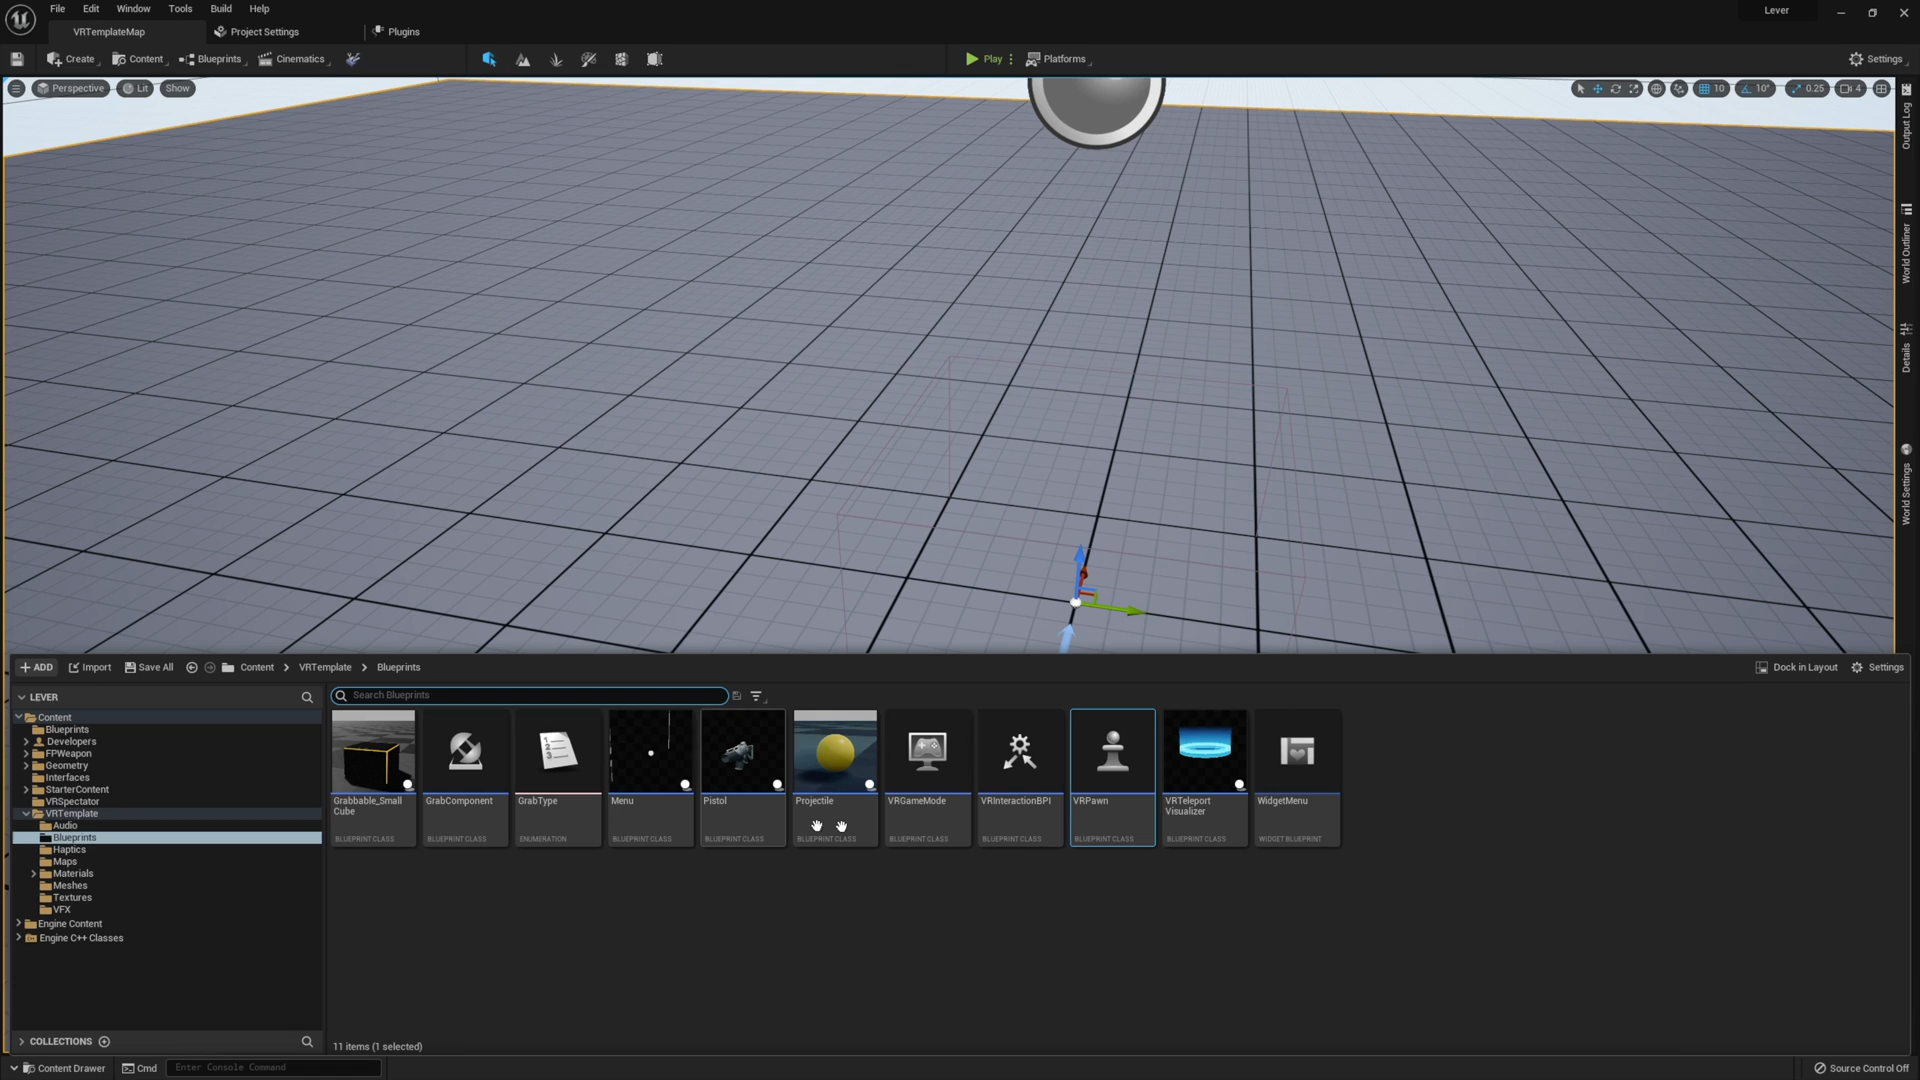 File Edit Window Tools Build Help
Lever
VRTemplateMap
Project Settings
Plugins
Create
Content
Blueprints
Cinematics
Play
Platforms
Settings
Perspective
Lit
Show
10
10°
0.25
4
Output Log
World Outliner
Details
World Settings
ADD
Import
Save All
Content
VRTemplate
Blueprints
Dock in Layout
Settings
LEVER
Search Blueprints
Content
Blueprints
Developers
FPWeapon
Geometry
Interfaces
StarterContent
VRSpectator
VRTemplate
Audio
Blueprints
Haptics
Maps
Materials
Meshes
Textures
VFX
Engine Content
Engine C++ Classes
Grabbable_Small
Cube
BLUEPRINT CLASS
GrabComponent
BLUEPRINT CLASS
GrabType
ENUMERATION
Menu
BLUEPRINT CLASS
Pistol
BLUEPRINT CLASS
Projectile
BLUEPRINT CLASS
VRGameMode
BLUEPRINT CLASS
VRInteractionBPI
BLUEPRINT CLASS
VRPawn
BLUEPRINT CLASS
VRTeleport
Visualizer
BLUEPRINT CLASS
WidgetMenu
WIDGET BLUEPRINT
COLLECTIONS
11 items (1 selected)
Content Drawer
Cmd
Enter Console Command
Source Control Off